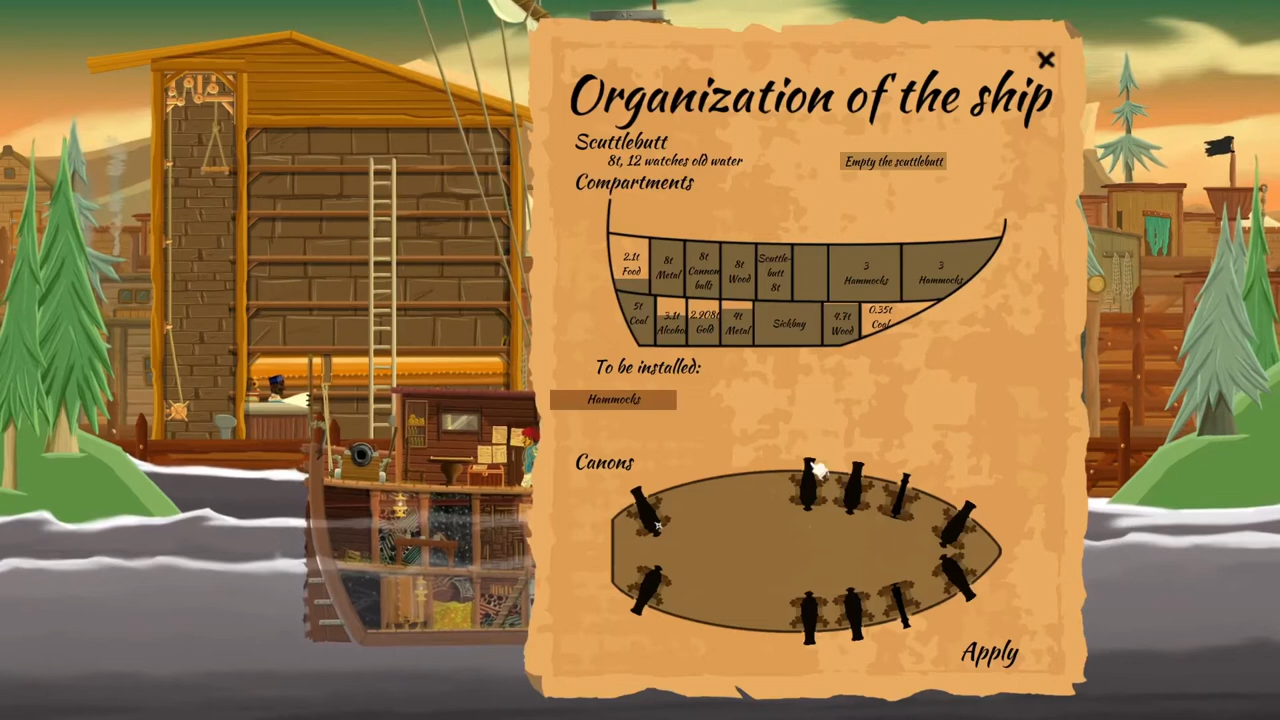 Organization of the ship
Scuttlebutt
8t, 12 watches old water
Empty the scuttlebutt
Compartments
2.1t
Food
8t
Metal
8t
Cannon
balls
8t
Wood
Scuttle-
butt
8t
3
Hammocks
3
Hammocks
5t
Coal
3.1t
Alcohol
2.908t
Gold
4t
Metal
Sickbay
4.7t
Wood
0.35t
Coal
To be installed:
Hammocks
Canons
Apply